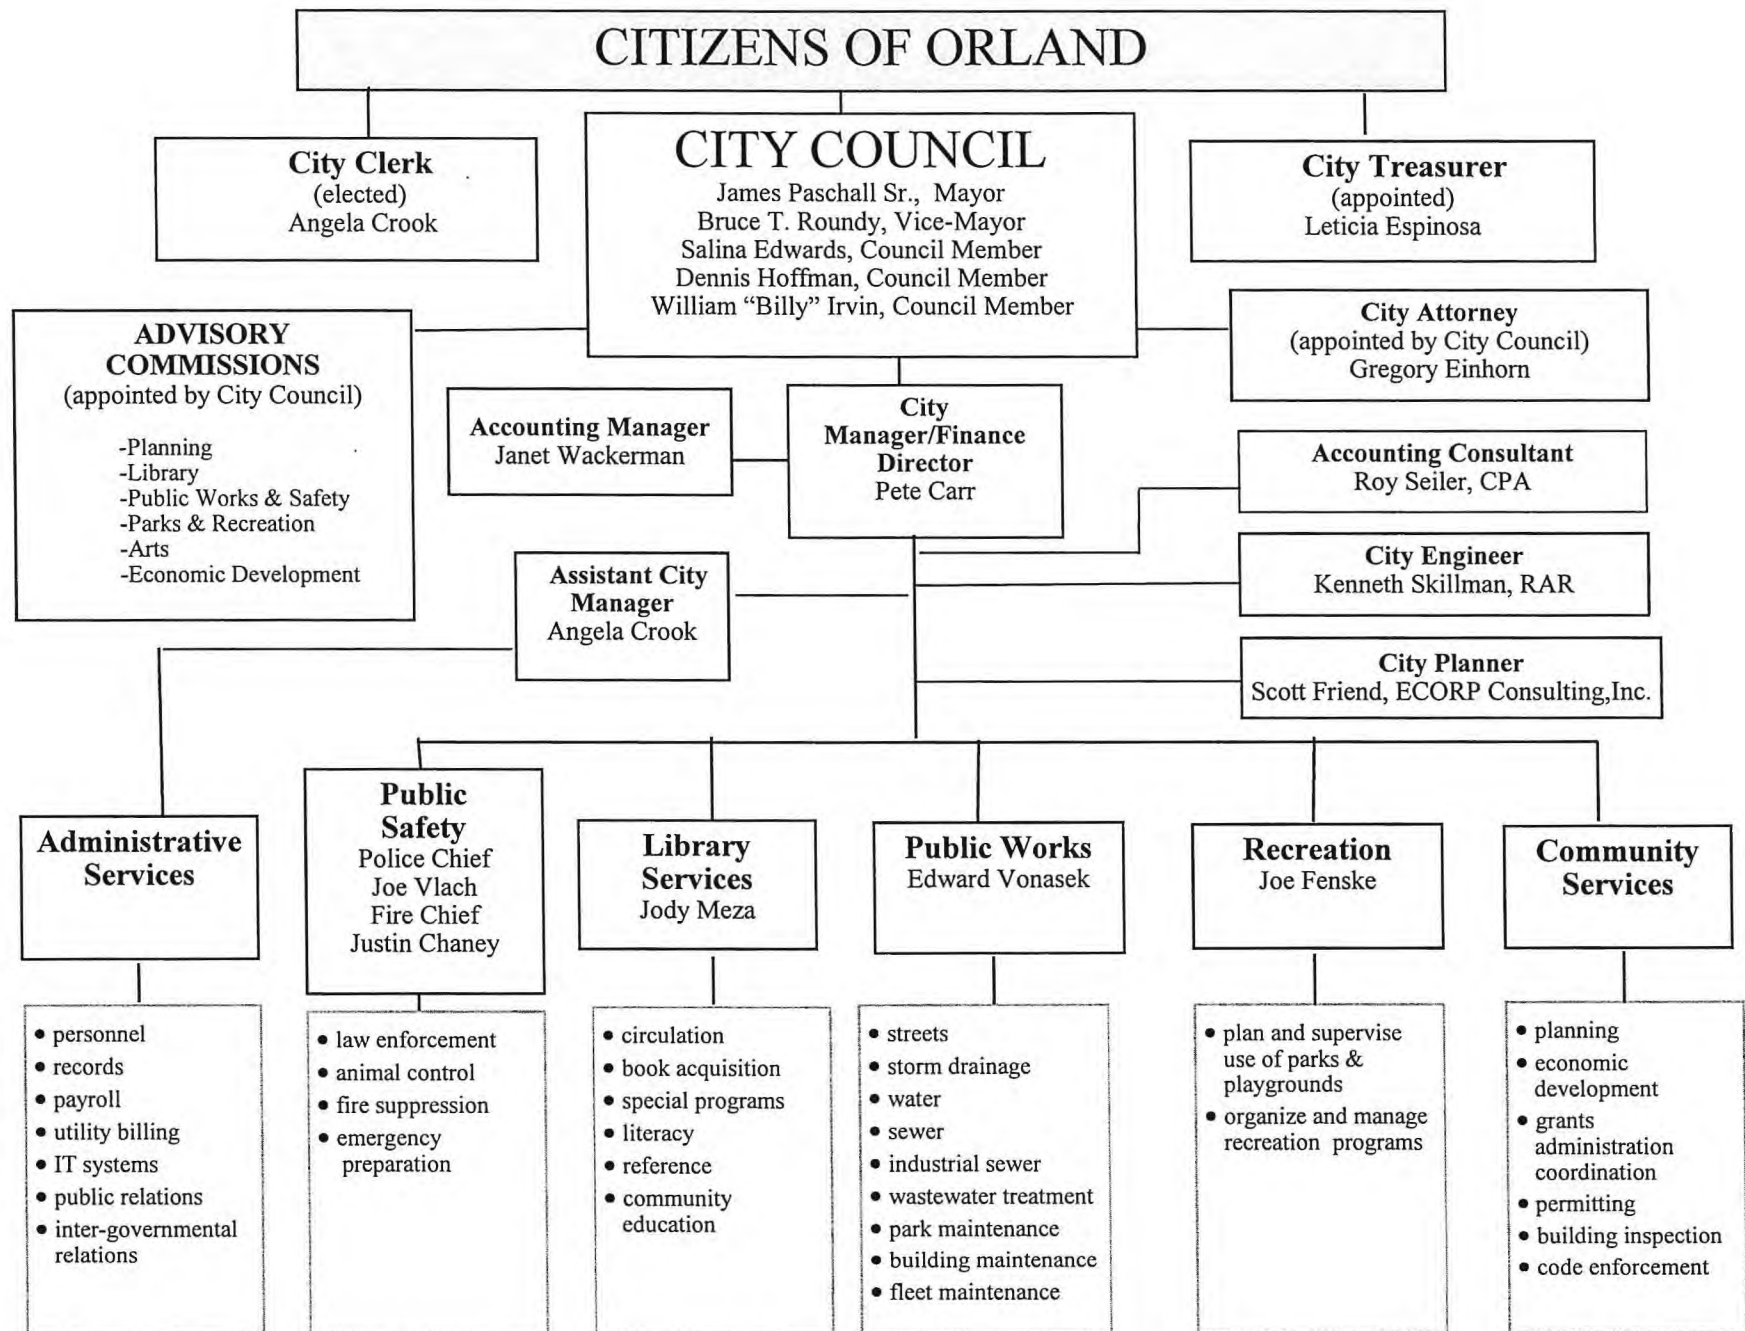 CITIZENS OF ORLAND
City Clerk
(elected)
Angela Crook
CITY COUNCIL
James Paschall Sr., Mayor
Bruce T. Roundy, Vice-Mayor
Salina Edwards, Council Member
Dennis Hoffman, Council Member
William “Billy” Irvin, Council Member
City Treasurer
(appointed)
Leticia Espinosa
ADVISORY
COMMISSIONS
(appointed by City Council)
-Planning
-Library
-Public Works & Safety
-Parks & Recreation
-Arts
-Economic Development
City Attorney
(appointed by City Council)
Gregory Einhorn
Accounting Manager
Janet Wackerman
City
Manager/Finance
Director
Pete Carr
Accounting Consultant
Roy Seiler, CPA
Assistant City
Manager
Angela Crook
City Engineer
Kenneth Skillman, RAR
City Planner
Scott Friend, ECORP Consulting,Inc.
Administrative
Services
Public
Safety
Police Chief
Joe Vlach
Fire Chief
Justin Chaney
Library
Services
Jody Meza
Public Works
Edward Vonasek
Recreation
Joe Fenske
Community
Services
• personnel
• records
• payroll
• utility billing
• IT systems
• public relations
• inter-governmental
relations
• law enforcement
• animal control
• fire suppression
• emergency
preparation
• circulation
• book acquisition
• special programs
• literacy
• reference
• community
education
• streets
• storm drainage
• water
• sewer
• industrial sewer
• wastewater treatment
• park maintenance
• building maintenance
• fleet maintenance
• plan and supervise
use of parks &
playgrounds
• organize and manage
recreation programs
• planning
• economic
development
• grants
administration
coordination
• permitting
• building inspection
• code enforcement